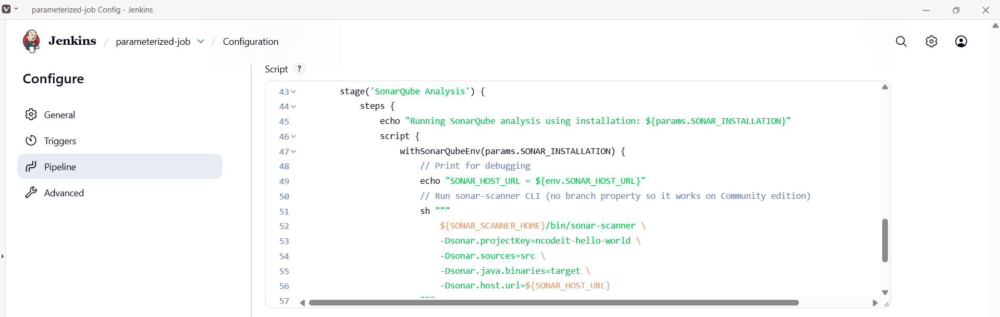 parameterized-job Config - Jenkins
Jenkins / parameterized-job / Configuration
Configure
General
Triggers
Pipeline
Advanced
Script ?
43 stage('SonarQube Analysis') {
44 steps {
45 echo "Running SonarQube analysis using installation: ${params.SONAR_INSTALLATION}"
46 script {
47 withSonarQubeEnv(params.SONAR_INSTALLATION) {
48 // Print for debugging
49 echo "SONAR_HOST_URL = ${env.SONAR_HOST_URL}"
50 // Run sonar-scanner CLI (no branch property so it works on Community edition)
51 sh """
52 ${SONAR_SCANNER_HOME}/bin/sonar-scanner \
53 -Dsonar.projectKey=ncodeit-hello-world \
54 -Dsonar.sources=src \
55 -Dsonar.java.binaries=target \
56 -Dsonar.host.url=${SONAR_HOST_URL}
57 """